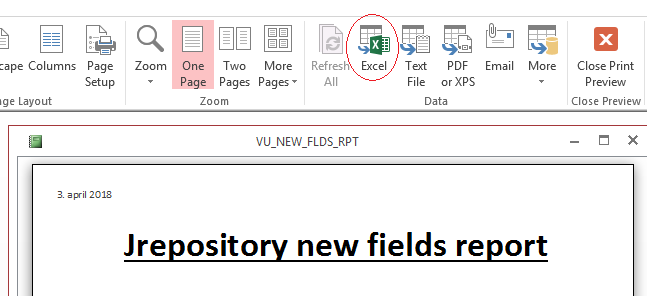 cape Columns Page Setup Zoom One Page Two Pages More Pages Refresh All Excel Text File PDF or XPS Email More Close Print Preview
age Layout Zoom Data Close Preview
VU_NEW_FLDS_RPT
3. april 2018
Jrepository new fields report